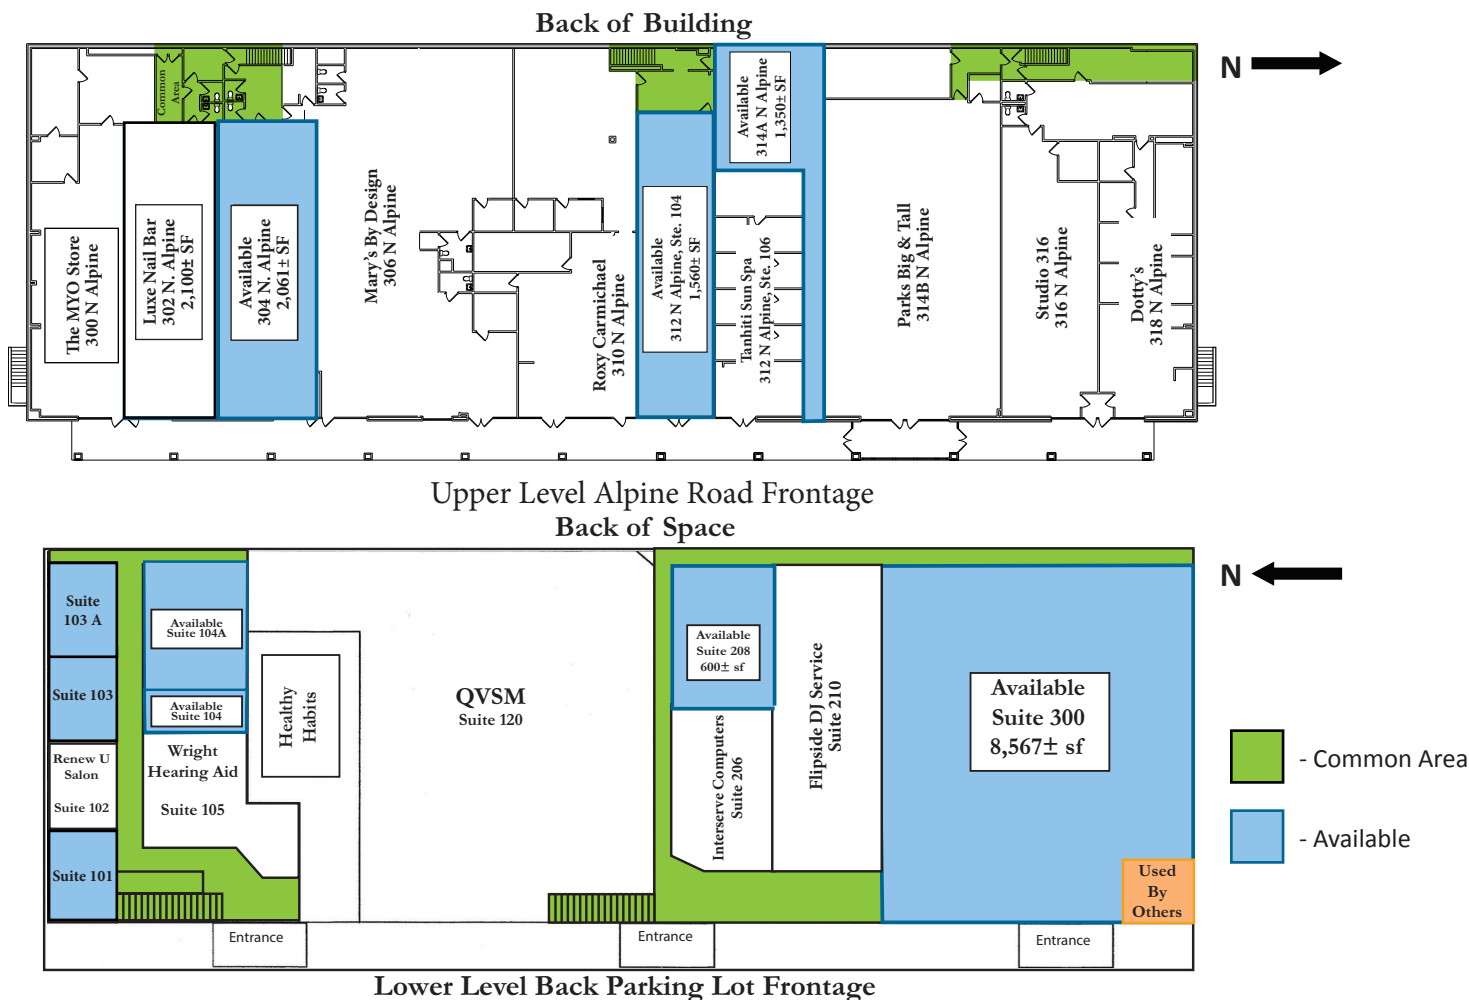 Back of Building
N
Common
Area
The MYO Store
300 N Alpine
Luxe Nail Bar
302 N. Alpine
2,100± SF
Available
304 N. Alpine
2,061± SF
Mary's By Design
306 N Alpine
Roxy Carmichael
310 N Alpine
Available
312 N Alpine, Ste. 104
1,560± SF
Available
314A N Alpine
1,350± SF
Tanhiti Sun Spa
312 N Alpine, Ste. 106
Parks Big & Tall
314B N Alpine
Studio 316
316 N Alpine
Dotty's
318 N Alpine
Upper Level Alpine Road Frontage
Back of Space
N
Suite
103 A
Suite 103
Renew U
Salon
Suite 102
Suite 101
Available
Suite 104A
Available
Suite 104
Wright
Hearing Aid
Suite 105
Healthy
Habits
QVSM
Suite 120
Available
Suite 208
600± sf
Interserve Computers
Suite 206
Flipside DJ Service
Suite 210
Available
Suite 300
8,567± sf
Used
By
Others
- Common Area
- Available
Entrance
Entrance
Entrance
Lower Level Back Parking Lot Frontage